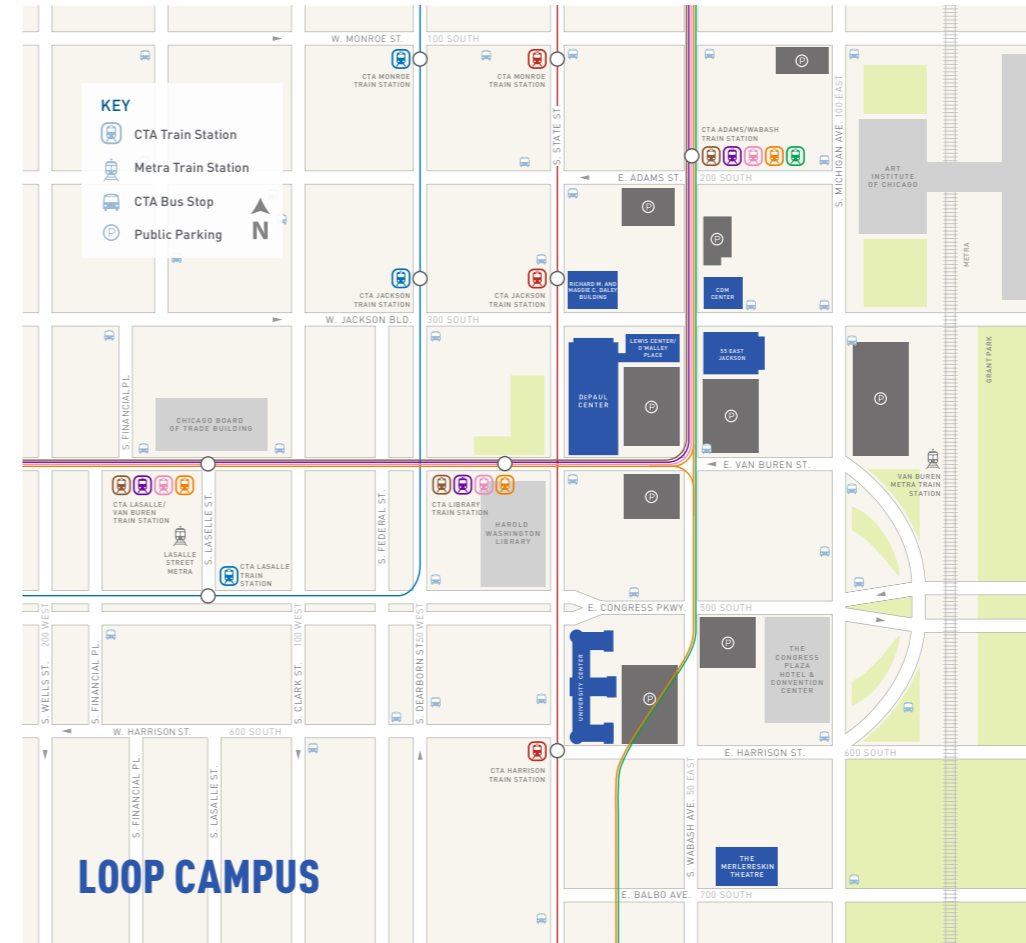 W. MONROE ST. 100 SOUTH
CTA MONROE
TRAIN STATION
CTA MONROE
TRAIN STATION
KEY
CTA Train Station
Metra Train Station
CTA Bus Stop
P Public Parking
N
S. STATE ST.
P
S. MICHIGAN AVE. 100 EAST
CTA ADAMS/WABASH
TRAIN STATION
E. ADAMS ST. 200 SOUTH
ART
INSTITUTE
OF CHICAGO
METRA
P
P
CTA JACKSON
TRAIN STATION
CTA JACKSON
TRAIN STATION
RICHARD M. AND
MAGGIE C. DALEY
BUILDING
CDM
CENTER
W. JACKSON BLD. 300 SOUTH
S. FINANCIAL PL.
LEWIS CENTER/
O'MALLEY
PLACE
55 EAST
JACKSON
GRANT PARK
DePAUL
CENTER
P
P
P
CHICAGO BOARD
OF TRADE BUILDING
E. VAN BUREN ST.
VAN BUREN
METRA TRAIN
STATION
CTA LASALLE/
VAN BUREN
TRAIN STATION
S. LASELLE ST.
S. FEDERAL ST.
CTA LIBRARY
TRAIN STATION
HAROLD
WASHINGTON
LIBRARY
P
LASALLE
STREET
METRA
CTA LASALLE
TRAIN
STATION
E. CONGRESS PKWY. 500 SOUTH
S. WELLS ST. 200 WEST
S. FINANCIAL PL.
S. CLARK ST. 100 WEST
S. DEARBORN ST. 50 WEST
UNIVERSITY CENTER
P
P
THE
CONGRESS
PLAZA
HOTEL &
CONVENTION
CENTER
W. HARRISON ST. 600 SOUTH
E. HARRISON ST. 600 SOUTH
CTA HARRISON
TRAIN STATION
S. FINANCIAL PL.
S. LASALLE ST.
S. WABASH AVE. 50 EAST
THE
MERLERESKIN
THEATRE
LOOP CAMPUS
E. BALBO AVE. 700 SOUTH